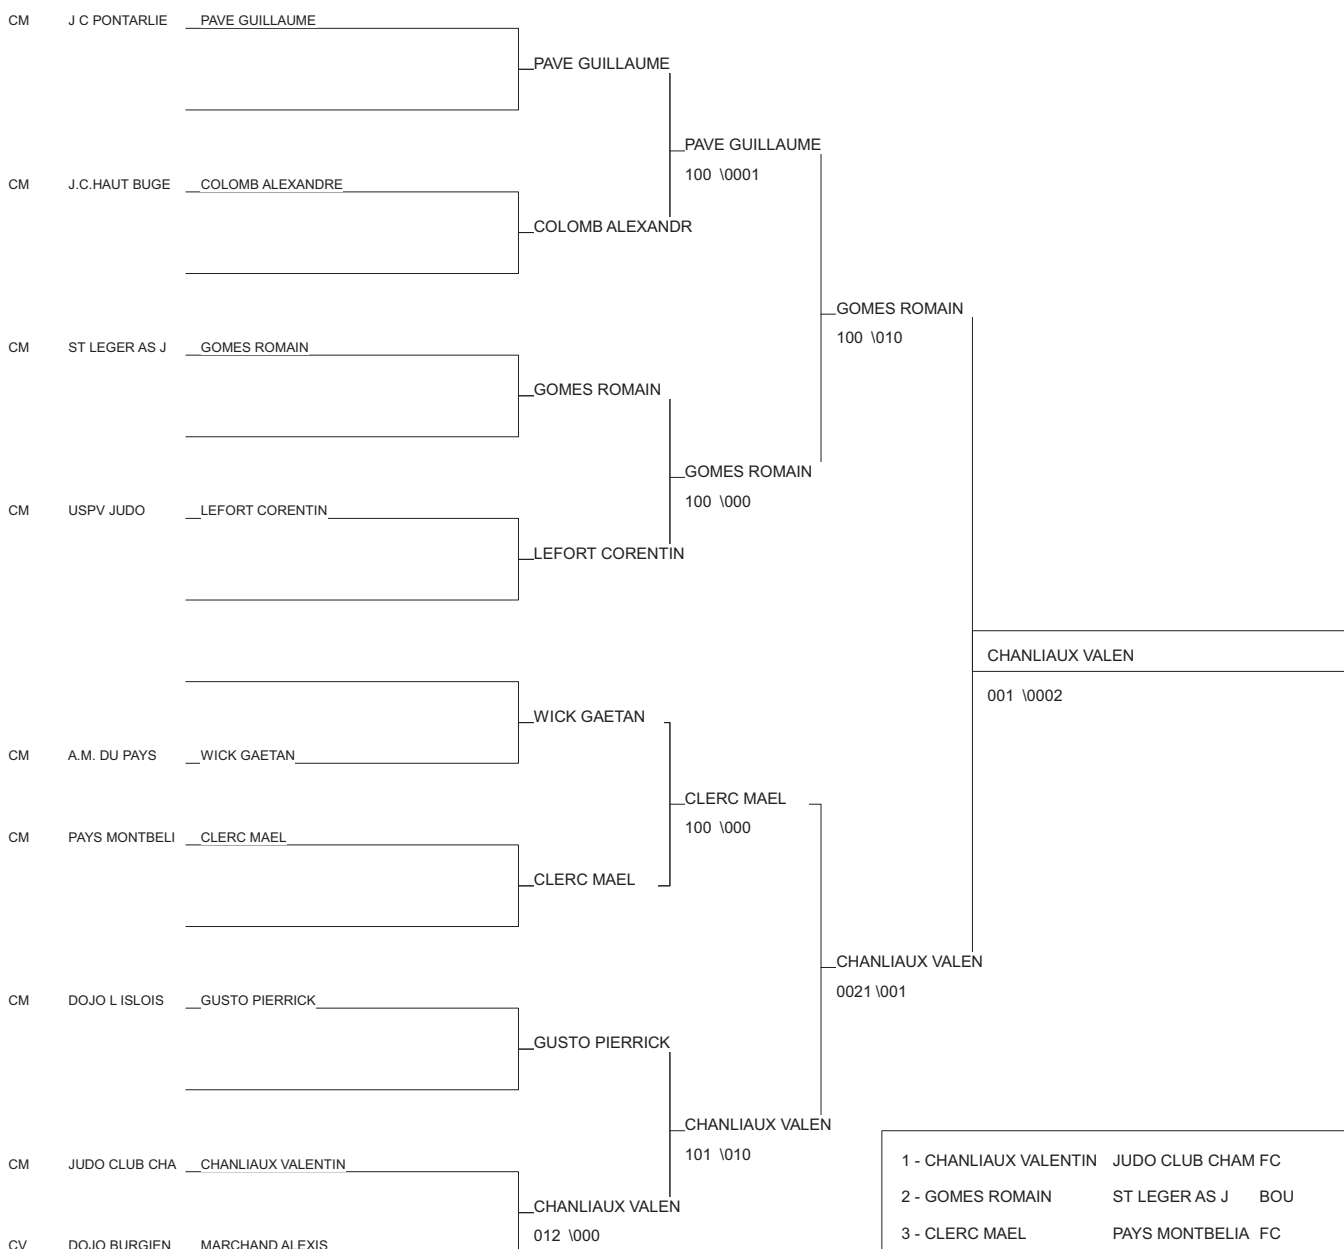 CM J C PONTARLIE PAVE GUILLAUME
PAVE GUILLAUME
PAVE GUILLAUME
100 \0001
CM J.C.HAUT BUGE COLOMB ALEXANDRE
COLOMB ALEXANDR
GOMES ROMAIN
100 \010
CM ST LEGER AS J GOMES ROMAIN
GOMES ROMAIN
GOMES ROMAIN
100 \000
CM USPV JUDO LEFORT CORENTIN
LEFORT CORENTIN
CHANLIAUX VALEN
001 \0002
WICK GAETAN
CM A.M. DU PAYS WICK GAETAN
CLERC MAEL
100 \000
CM PAYS MONTBELI CLERC MAEL
CLERC MAEL
CHANLIAUX VALEN
0021 \001
CM DOJO L ISLOIS GUSTO PIERRICK
GUSTO PIERRICK
CHANLIAUX VALEN
101 \010
CM JUDO CLUB CHA CHANLIAUX VALENTIN
CHANLIAUX VALEN
012 \000
CV DOJO BURGIEN MARCHAND ALEXIS
1 - CHANLIAUX VALENTIN JUDO CLUB CHAM FC
2 - GOMES ROMAIN ST LEGER AS J BOU
3 - CLERC MAEL PAYS MONTBELIA FC